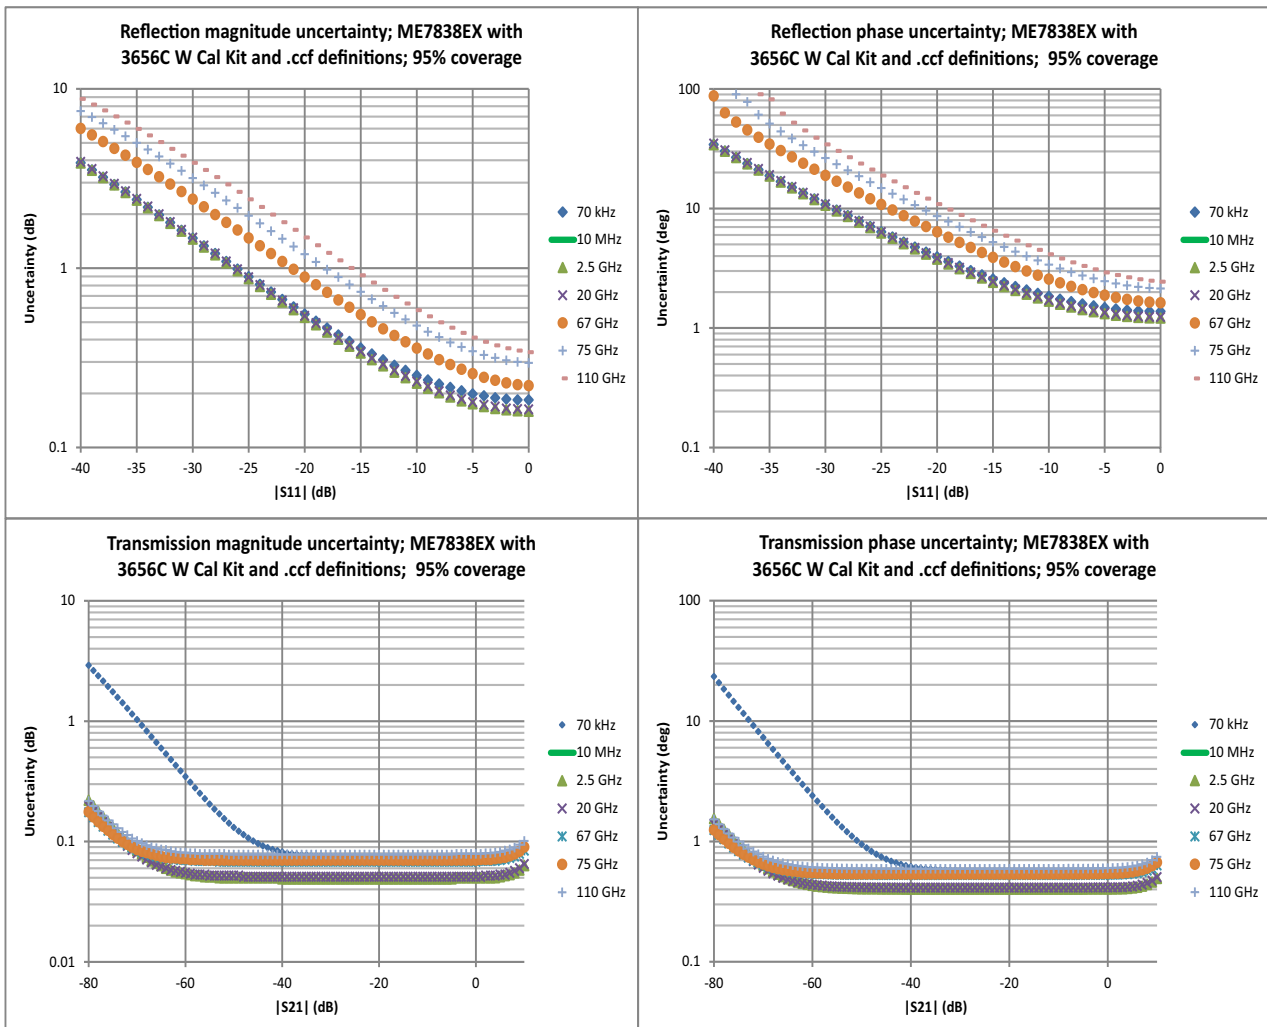 Reflection magnitude uncertainty; ME7838EX with
3656C W Cal Kit and .ccf definitions; 95% coverage
Uncertainty (dB)
10
1
0.1
-40 -35 -30 -25 -20 -15 -10 -5 0
|S11| (dB)
70 kHz
10 MHz
2.5 GHz
20 GHz
67 GHz
75 GHz
110 GHz
Reflection phase uncertainty; ME7838EX with
3656C W Cal Kit and .ccf definitions; 95% coverage
Uncertainty (deg)
100
10
1
0.1
-40 -35 -30 -25 -20 -15 -10 -5 0
|S11| (dB)
70 kHz
10 MHz
2.5 GHz
20 GHz
67 GHz
75 GHz
110 GHz
Transmission magnitude uncertainty; ME7838EX with
3656C W Cal Kit and .ccf definitions; 95% coverage
Uncertainty (dB)
10
1
0.1
0.01
-80 -60 -40 -20 0
|S21| (dB)
70 kHz
10 MHz
2.5 GHz
20 GHz
67 GHz
75 GHz
110 GHz
Transmission phase uncertainty; ME7838EX with
3656C W Cal Kit and .ccf definitions; 95% coverage
Uncertainty (deg)
100
10
1
0.1
-80 -60 -40 -20 0
|S21| (dB)
70 kHz
10 MHz
2.5 GHz
20 GHz
67 GHz
75 GHz
110 GHz